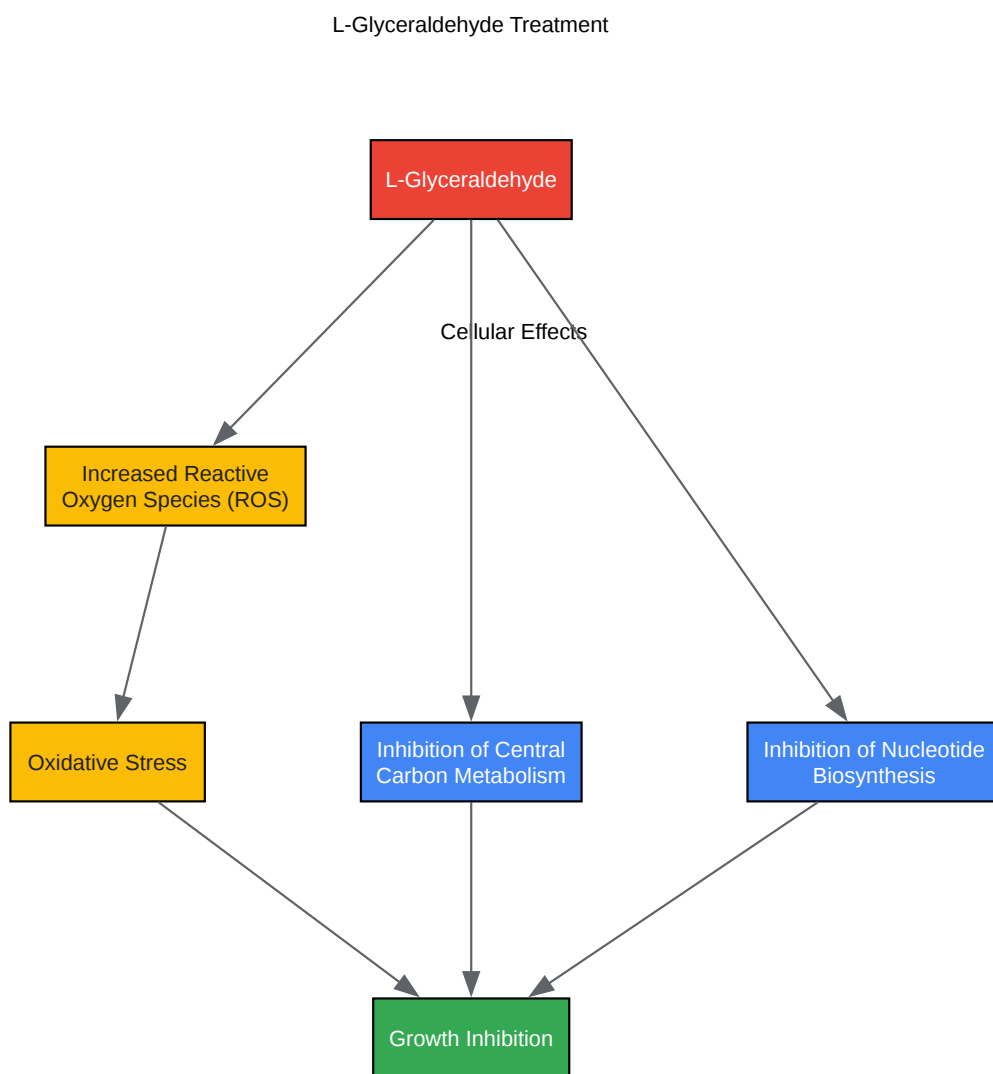 L-Glyceraldehyde Treatment
L-Glyceraldehyde
Cellular Effects
Increased Reactive
Oxygen Species (ROS)
Oxidative Stress
Inhibition of Central
Carbon Metabolism
Inhibition of Nucleotide
Biosynthesis
Growth Inhibition